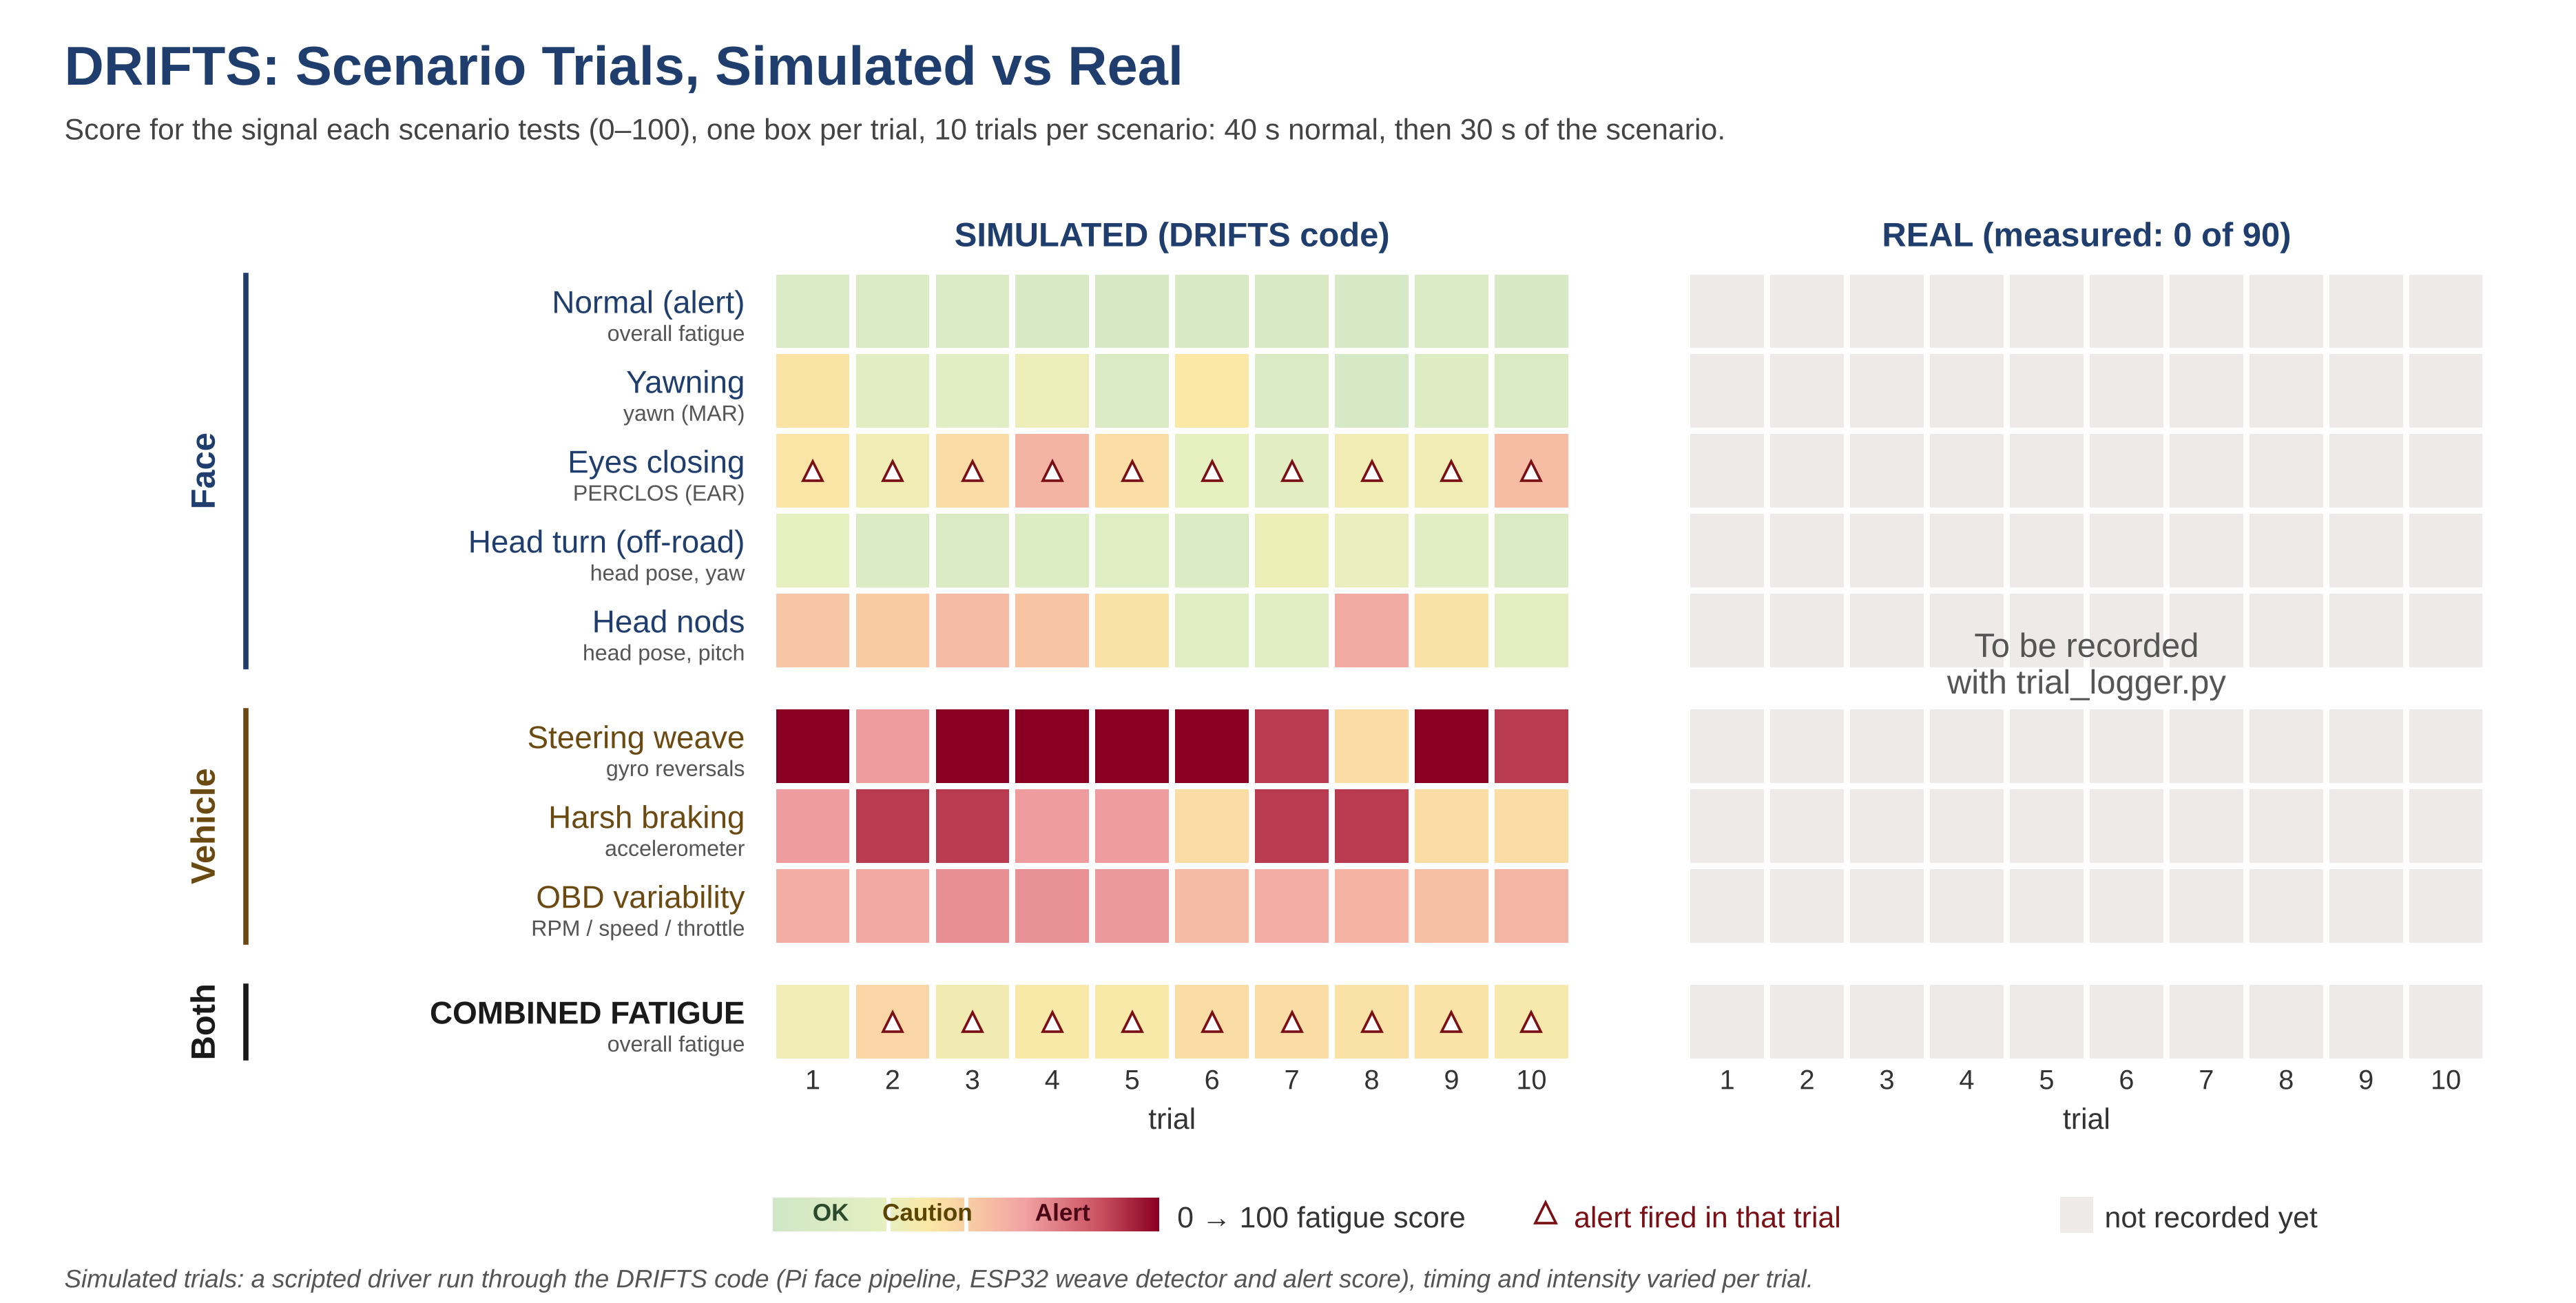 DRIFTS: Scenario Trials, Simulated vs Real
Score for the signal each scenario tests (0–100), one box per trial, 10 trials per scenario: 40 s normal, then 30 s of the scenario.
SIMULATED (DRIFTS code)
REAL (measured: 0 of 90)
Face
Normal (alert)
overall fatigue
Yawning
yawn (MAR)
Eyes closing
PERCLOS (EAR)
Head turn (off-road)
head pose, yaw
Head nods
head pose, pitch
To be recorded
with trial_logger.py
Vehicle
Steering weave
gyro reversals
Harsh braking
accelerometer
OBD variability
RPM / speed / throttle
Both
COMBINED FATIGUE
overall fatigue
1 2 3 4 5 6 7 8 9 10
trial
1 2 3 4 5 6 7 8 9 10
trial
OK Caution Alert
0 → 100 fatigue score
alert fired in that trial
not recorded yet
Simulated trials: a scripted driver run through the DRIFTS code (Pi face pipeline, ESP32 weave detector and alert score), timing and intensity varied per trial.